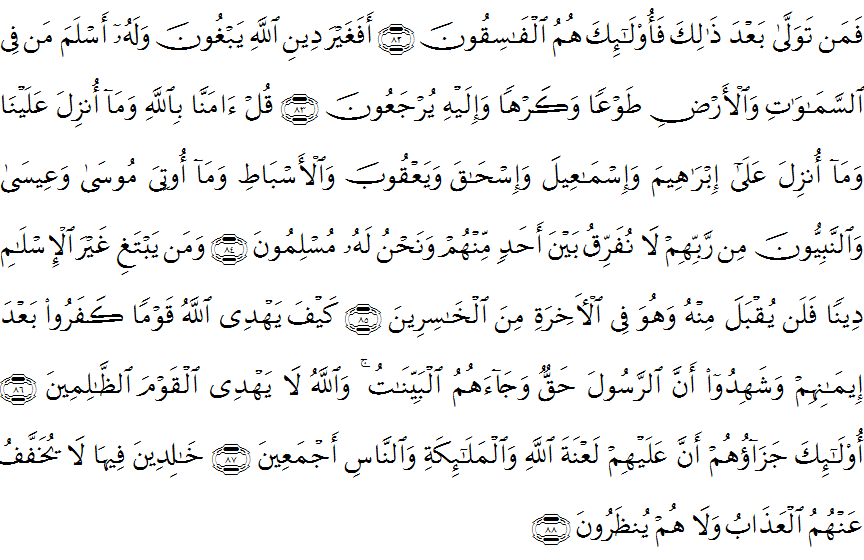 فَمَن تَوَلَّىٰ بَعْدَ ذَٰلِكَ فَأُو۟لَـٰٓئِكَ هُمُ ٱلْفَـٰسِقُونَ ﴿٨٢﴾ أَفَغَيْرَ دِينِ ٱللَّهِ يَبْغُونَ وَلَهُۥٓ أَسْلَمَ مَن فِى
ٱلسَّمَـٰوَٰتِ وَٱلْأَرْضِ طَوْعًا وَكَرْهًا وَإِلَيْهِ يُرْجَعُونَ ﴿٨٣﴾ قُلْ ءَامَنَّا بِٱللَّهِ وَمَآ أُنزِلَ عَلَيْنَا
وَمَآ أُنزِلَ عَلَىٰٓ إِبْرَٰهِيمَ وَإِسْمَـٰعِيلَ وَإِسْحَـٰقَ وَيَعْقُوبَ وَٱلْأَسْبَاطِ وَمَآ أُوتِىَ مُوسَىٰ وَعِيسَىٰ
وَٱلنَّبِيُّونَ مِن رَّبِّهِمْ لَا نُفَرِّقُ بَيْنَ أَحَدٍ مِّنْهُمْ وَنَحْنُ لَهُۥ مُسْلِمُونَ ﴿٨٤﴾ وَمَن يَبْتَغِ غَيْرَ ٱلْإِسْلَـٰمِ
دِينًا فَلَن يُقْبَلَ مِنْهُ وَهُوَ فِى ٱلْـَٔاخِرَةِ مِنَ ٱلْخَـٰسِرِينَ ﴿٨٥﴾ كَيْفَ يَهْدِى ٱللَّهُ قَوْمًا كَفَرُوا۟ بَعْدَ
إِيمَـٰنِهِمْ وَشَهِدُوٓا۟ أَنَّ ٱلرَّسُولَ حَقٌّ وَجَآءَهُمُ ٱلْبَيِّنَـٰتُ ۚ وَٱللَّهُ لَا يَهْدِى ٱلْقَوْمَ ٱلظَّـٰلِمِينَ ﴿٨٦﴾
أُو۟لَـٰٓئِكَ جَزَآؤُهُمْ أَنَّ عَلَيْهِمْ لَعْنَةَ ٱللَّهِ وَٱلْمَلَـٰٓئِكَةِ وَٱلنَّاسِ أَجْمَعِينَ ﴿٨٧﴾ خَـٰلِدِينَ فِيهَا لَا يُخَفَّفُ
عَنْهُمُ ٱلْعَذَابُ وَلَا هُمْ يُنظَرُونَ ﴿٨٨﴾